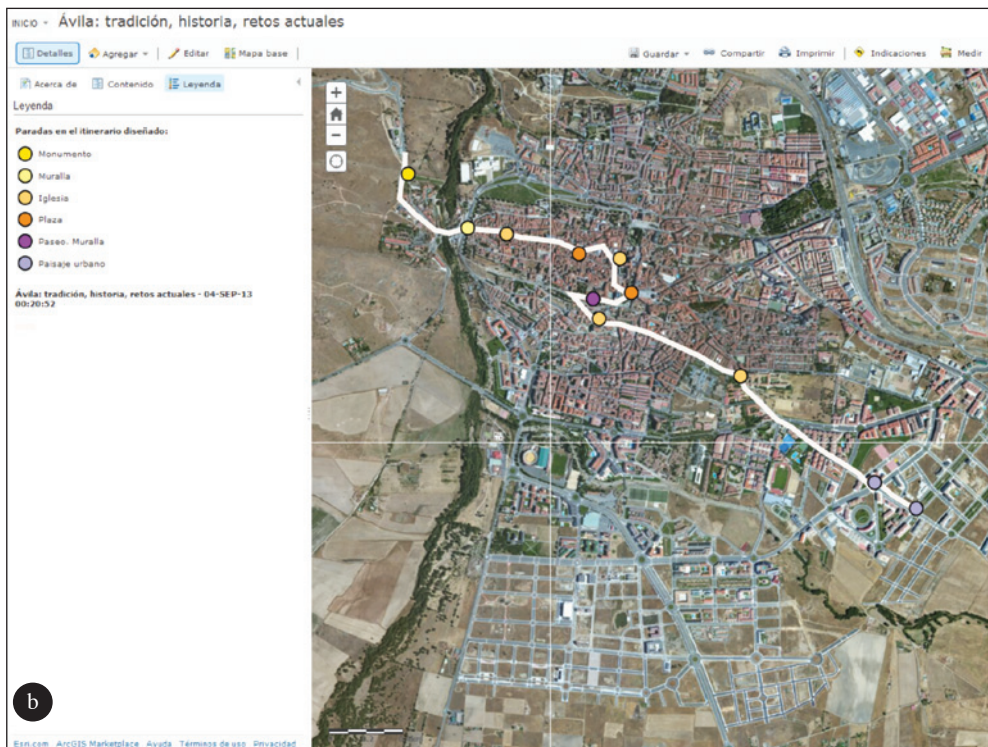 INICIO Ávila: tradición, historia, retos actuales
Detalles Agregar Editar Mapa base Guardar Compartir Imprimir Indicaciones Medir
Acerca de Contenido Leyenda
Leyenda
Paradas en el itinerario diseñado:
Monumento
Muralla
Iglesia
Plaza
Paseo. Muralla
Paisaje urbano
Ávila: tradición, historia, retos actuales - 04-SEP-13
00:20:52
b
Esri.com ArcGIS Marketplace Ayuda Términos de uso Privacidad